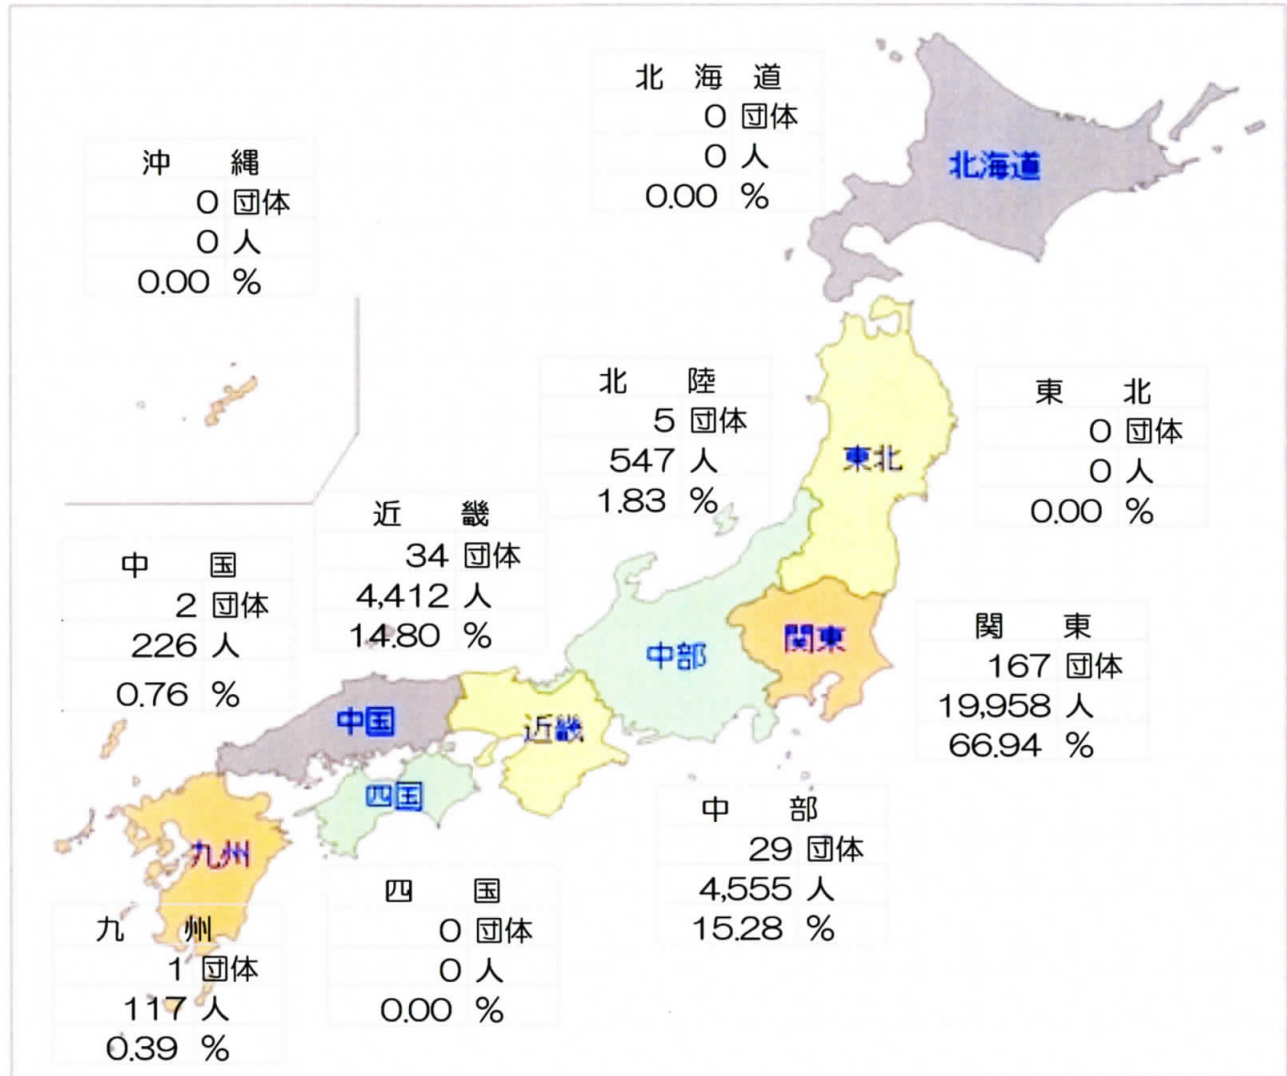 北 海 道
0 団体
0 人
0.00 %
北海道
沖 縄
0 団体
0 人
0.00 %
北 陸
5 団体
547 人
1.83 %
東 北
0 団体
0 人
0.00 %
東北
近 畿
34 団体
4,412 人
14.80 %
中 国
2 団体
226 人
0.76 %
関 東
167 団体
19,958 人
66.94 %
関東
中部
中国
近畿
四国
九州
中 部
29 団体
4,555 人
15.28 %
四 国
0 団体
0 人
0.00 %
九 州
1 団体
117 人
0.39 %